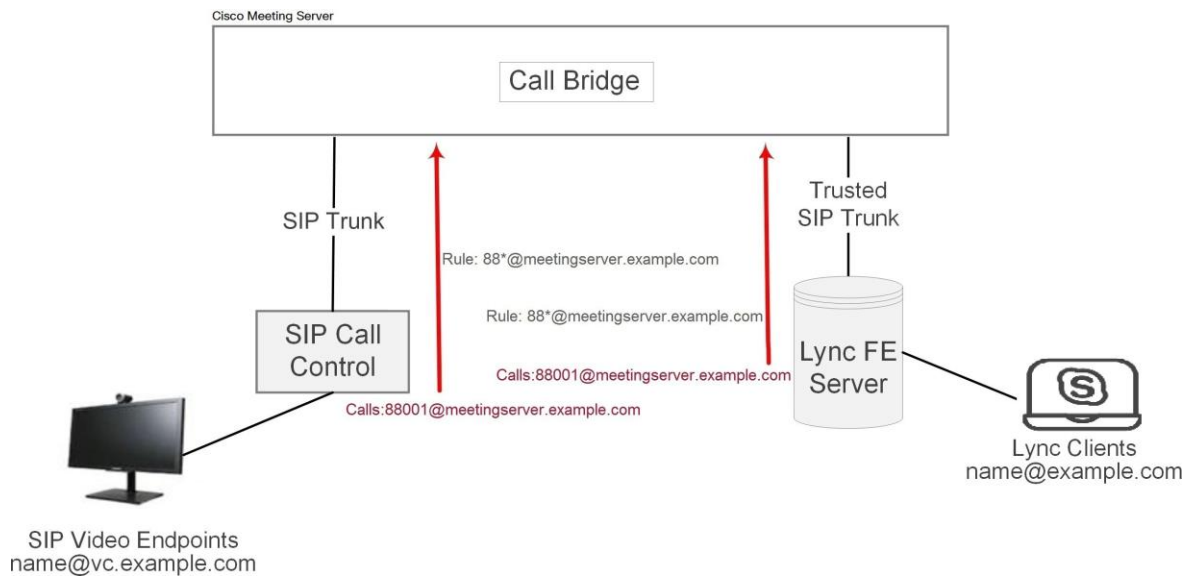 Cisco Meeting Server
Call Bridge
SIP Trunk
Trusted
SIP Trunk
Rule: 88*@meetingserver.example.com
Rule: 88*@meetingserver.example.com
SIP Call
Control
Lync FE
Server
Calls:88001@meetingserver.example.com
Calls:88001@meetingserver.example.com
S
Lync Clients
name@example.com
SIP Video Endpoints
name@vc.example.com